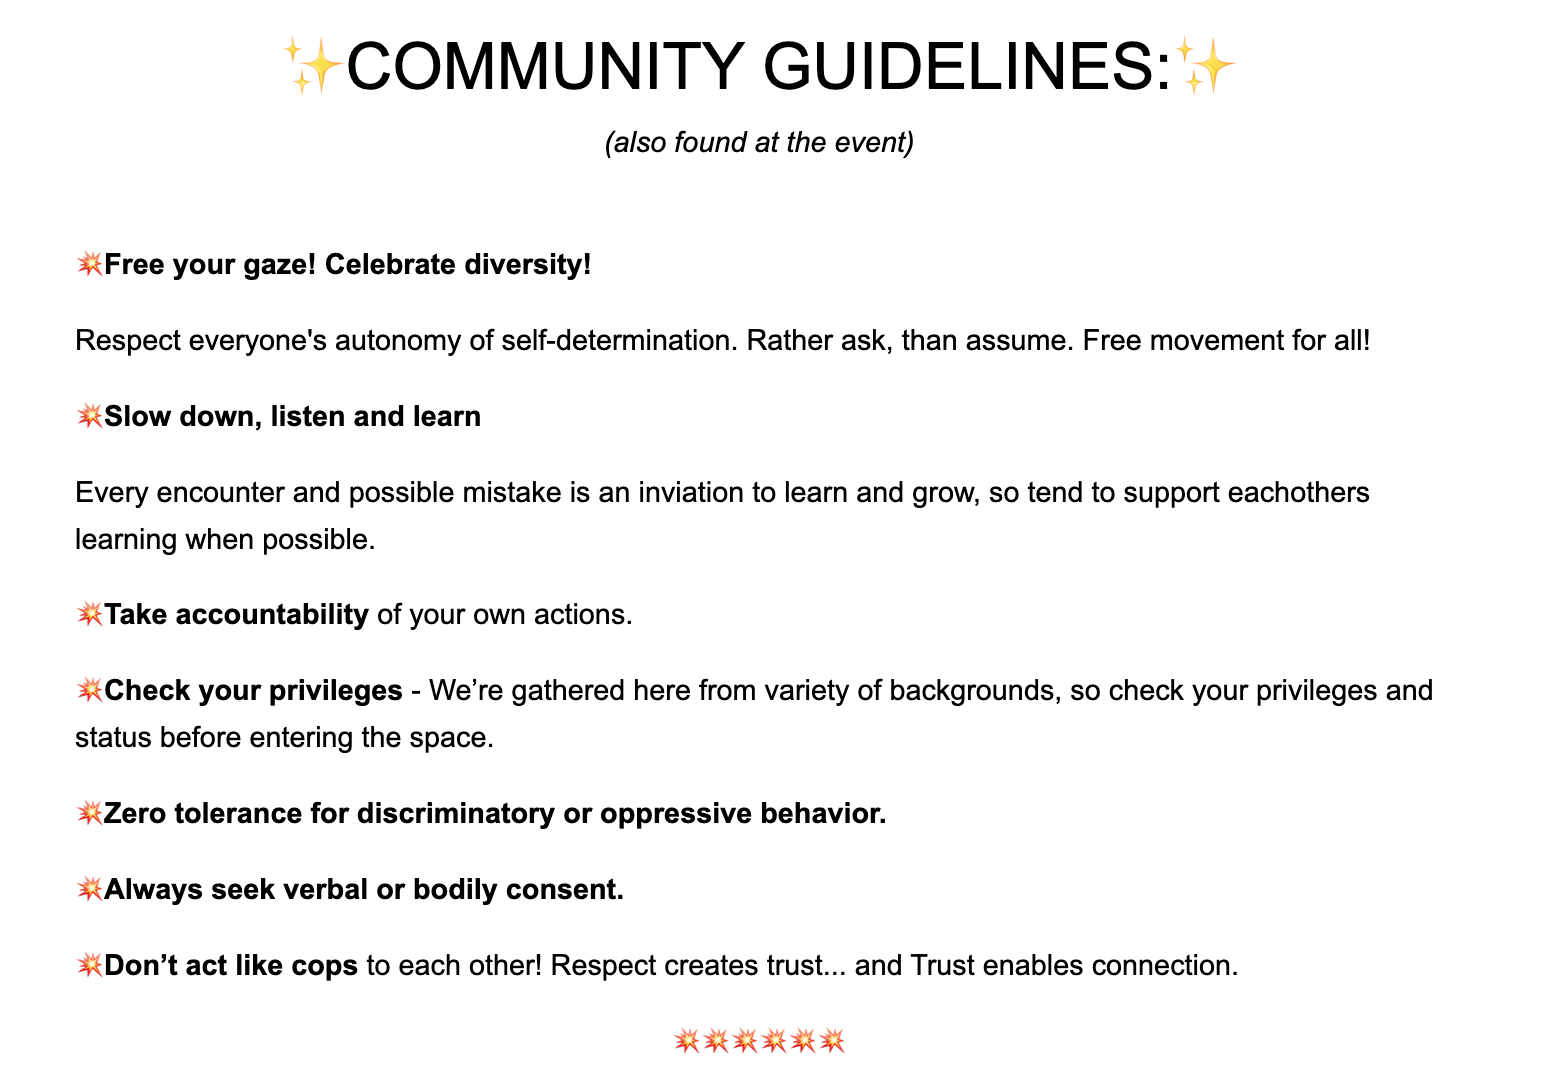 ✨COMMUNITY GUIDELINES:✨
(also found at the event)
💥Free your gaze! Celebrate diversity!
Respect everyone's autonomy of self-determination. Rather ask, than assume. Free movement for all!
💥Slow down, listen and learn
Every encounter and possible mistake is an inviation to learn and grow, so tend to support eachothers
learning when possible.
💥Take accountability of your own actions.
💥Check your privileges - We’re gathered here from variety of backgrounds, so check your privileges and
status before entering the space.
💥Zero tolerance for discriminatory or oppressive behavior.
💥Always seek verbal or bodily consent.
💥Don’t act like cops to each other! Respect creates trust... and Trust enables connection.
💥💥💥💥💥💥